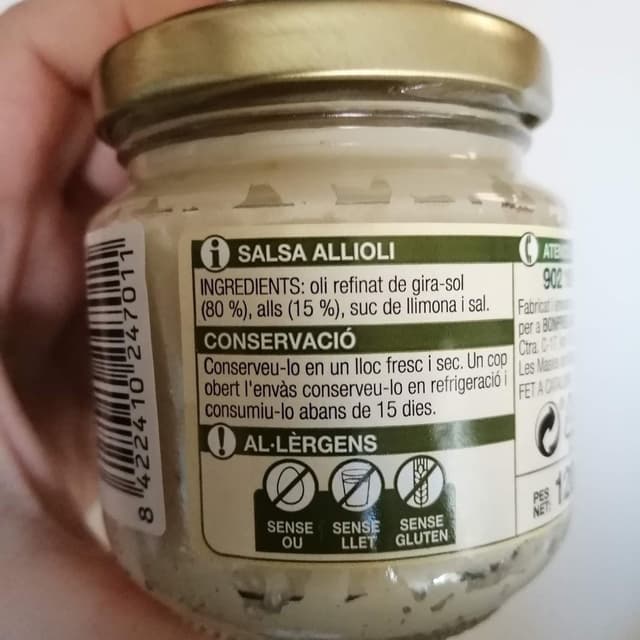 SALSA ALLIOLI
INGREDIENTS: oli refinat de gira-sol
(80 %), alls (15 %), suc de llimona i sal.
CONSERVACIÓ
Conserveu-lo en un lloc fresc i sec. Un cop
obert l'envàs conserveu-lo en refrigeració i
consumiu-lo abans de 15 dies.
AL·LÈRGENS
SENSE
OU
SENSE
LLET
SENSE
GLUTEN
902
per a
Ctra. C-17
Les
FET A
PES
NET:
8 422410 247011